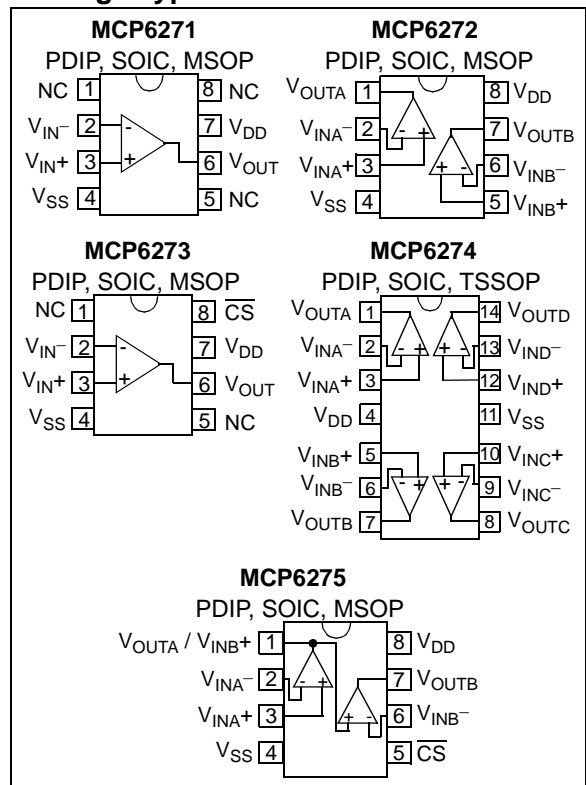 MCP6271
PDIP, SOIC, MSOP
NC 1
8 NC
VIN– 2
7 VDD
VIN+ 3
6 VOUT
VSS 4
5 NC
- +
MCP6272
PDIP, SOIC, MSOP
VOUTA 1
8 VDD
VINA– 2
7 VOUTB
VINA+ 3
6 VINB–
VSS 4
5 VINB+
- +
+ -
MCP6273
PDIP, SOIC, MSOP
NC 1
8 CS
VIN– 2
7 VDD
VIN+ 3
6 VOUT
VSS 4
5 NC
- +
MCP6274
PDIP, SOIC, TSSOP
VOUTA 1
14 VOUTD
VINA– 2
13 VIND–
VINA+ 3
12 VIND+
VDD 4
11 VSS
VINB+ 5
10 VINC+
VINB– 6
9 VINC–
VOUTB 7
8 VOUTC
- +
+ -
- +
+ -
MCP6275
PDIP, SOIC, MSOP
VOUTA / VINB+ 1
8 VDD
VINA– 2
7 VOUTB
VINA+ 3
6 VINB–
VSS 4
5 CS
- +
+ -